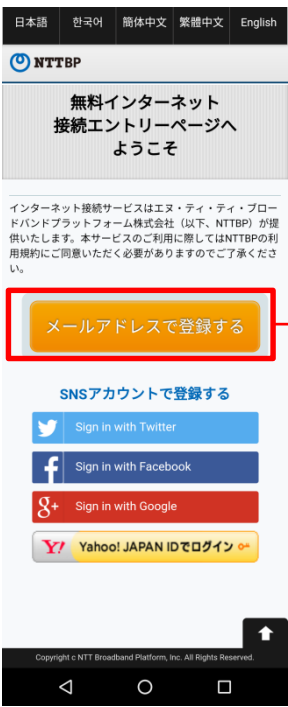 日本語 한국어 簡体中文 繁體中文 English
NTTBP
無料インターネット
接続エントリーページへ
ようこそ
インターネット接続サービスはエヌ・ティ・ティ・ブロー
ドバンドプラットフォーム株式会社（以下、NTTBP）が提
供いたします。本サービスのご利用に際してはNTTBPの利
用規約にご同意いただく必要がありますのでご了承くださ
い。
メールアドレスで登録する
SNSアカウントで登録する
Sign in with Twitter
f Sign in with Facebook
g+ Sign in with Google
Y! Yahoo! JAPAN IDでログイン
Copyright c NTT Broadband Platform, Inc. All Rights Reserved.